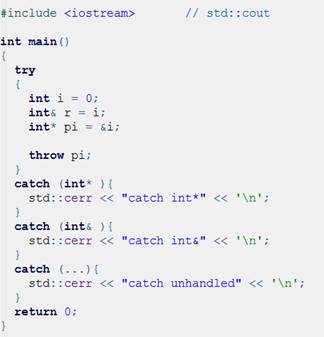 #include <iostream>       // std::cout
int main()
{
  try
  {
    int i = 0;
    int& r = i;
    int* pi = &i;
    throw pi;
  }
  catch (int* ){
    std::cerr << "catch int*" << '\n';
  }
  catch (int& ){
    std::cerr << "catch int&" << '\n';
  }
  catch (...){
    std::cerr << "catch unhandled" << '\n';
  }
  return 0;
}